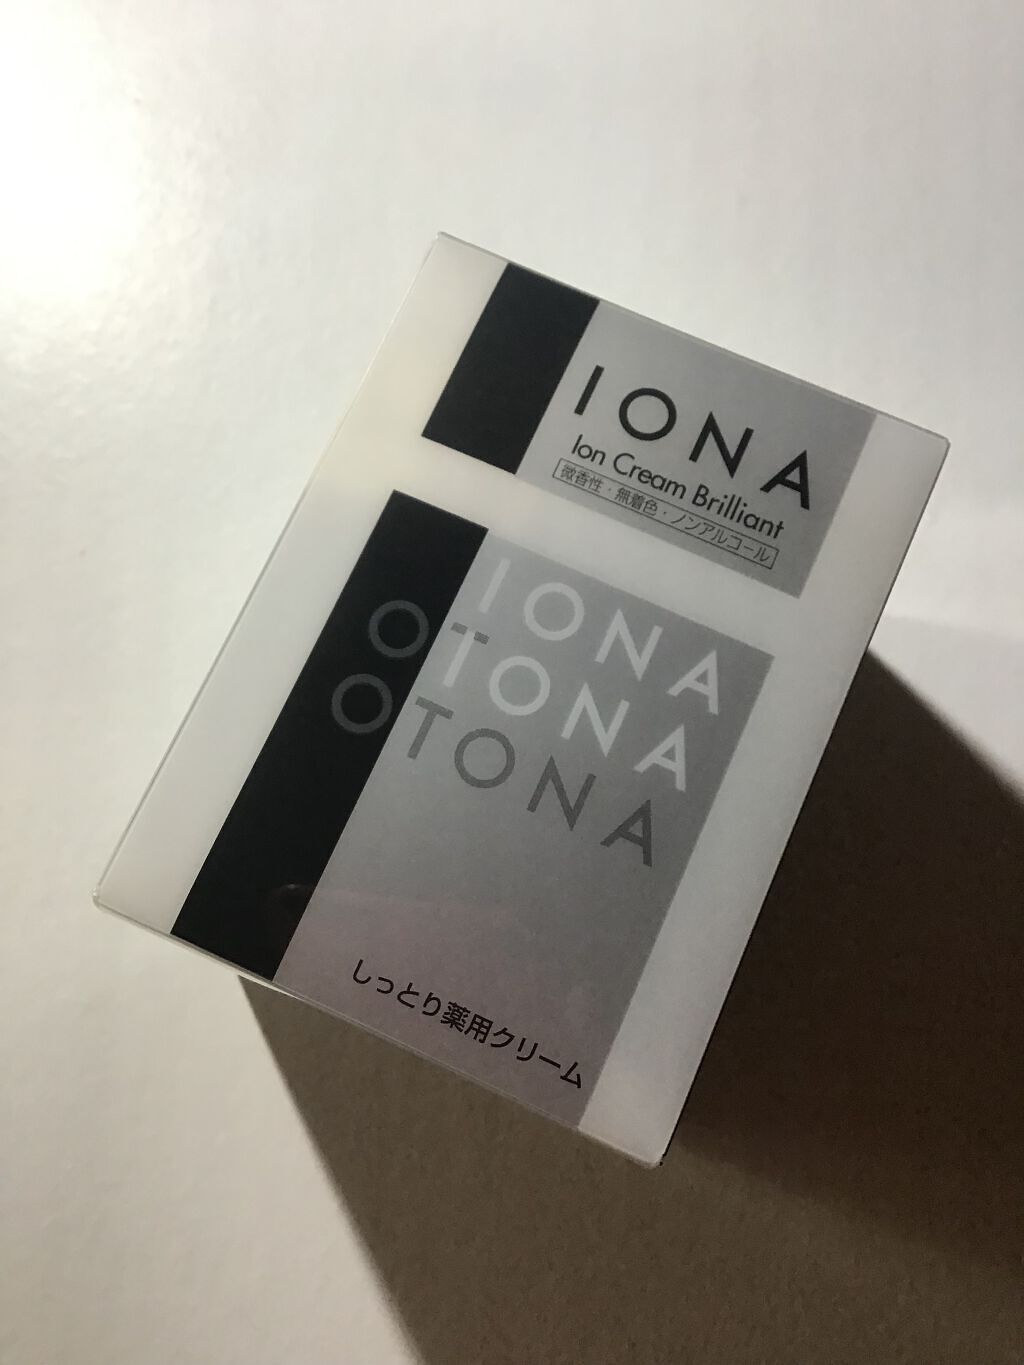 IONA
Ion Cream Brilliant
微香性・無着色・ノンアルコール
IONA
OTONA
OTONA
しっとり薬用クリーム